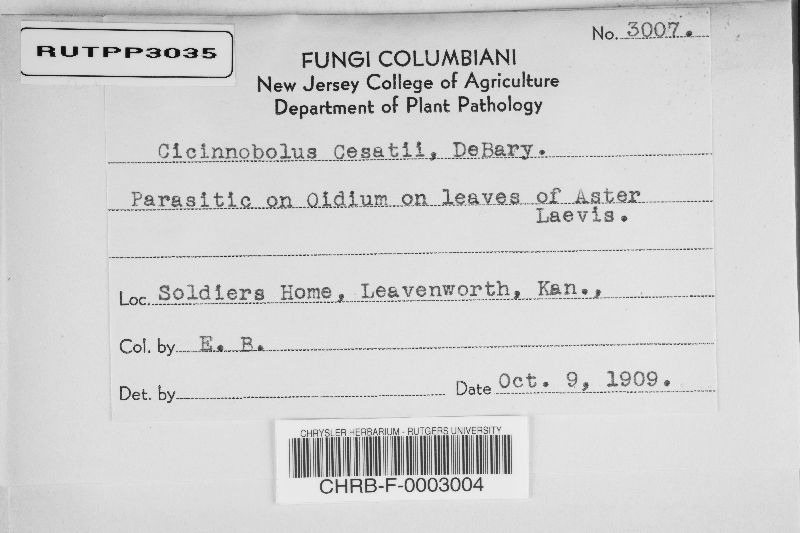 RUTPP3035
No. 3007.
FUNGI COLUMBIANI
New Jersey College of Agriculture
Department of Plant Pathology
Cicinnobolus Cesatii, DeBary.
Parasitic on Oidium on leaves of Aster
Laevis.
Loc. Soldiers Home, Leavenworth, Kan.,
Col. by E. B.
Det. by
Date Oct. 9, 1909.
CHRYSLER HERBARIUM - RUTGERS UNIVERSITY
CHRB-F-0003004